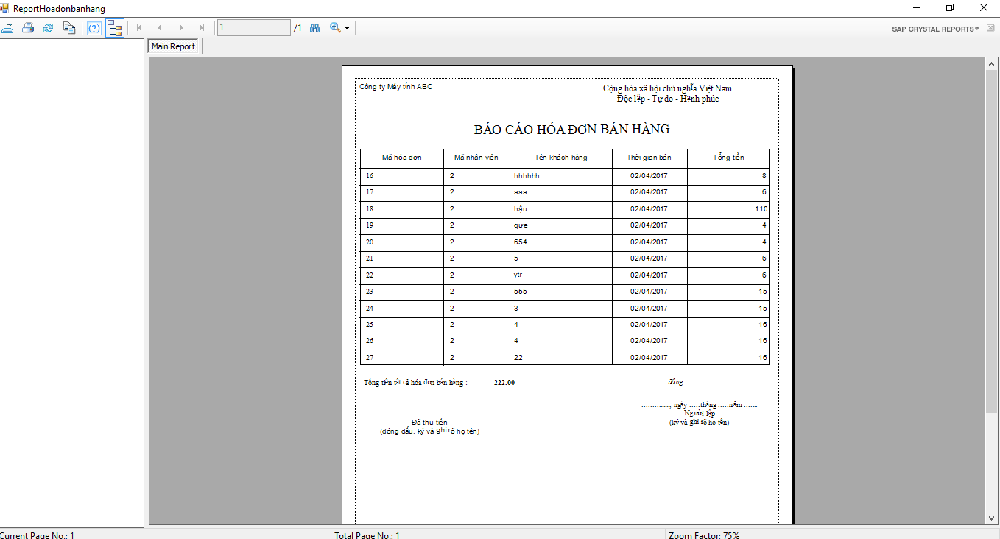 ReportHoadonbanhang
1 /1
SAP CRYSTAL REPORTS®
Main Report
Công ty Máy tính ABC
Cộng hòa xã hội chủ nghĩa Việt Nam
Độc lập - Tự do - Hạnh phúc
BÁO CÁO HÓA ĐƠN BÁN HÀNG
Mã hóa đơn Mã nhân viên Tên khách hàng Thời gian bán Tổng tiền
16 2 hhhhhh 02/04/2017 8
17 2 aaa 02/04/2017 6
18 2 hậu 02/04/2017 110
19 2 qưe 02/04/2017 4
20 2 654 02/04/2017 4
21 2 5 02/04/2017 6
22 2 ytr 02/04/2017 6
23 2 555 02/04/2017 15
24 2 3 02/04/2017 15
25 2 4 02/04/2017 16
26 2 4 02/04/2017 16
27 2 22 02/04/2017 16
Tổng tiền tất cả hóa đơn bán hàng : 222.00 đồng
..............., ngày .....tháng .....năm .......
Người lập
(ký và ghi rõ họ tên)
Đã thu tiền
(đóng dấu, ký và ghi rõ họ tên)
Current Page No.: 1 Total Page No.: 1 Zoom Factor: 75%